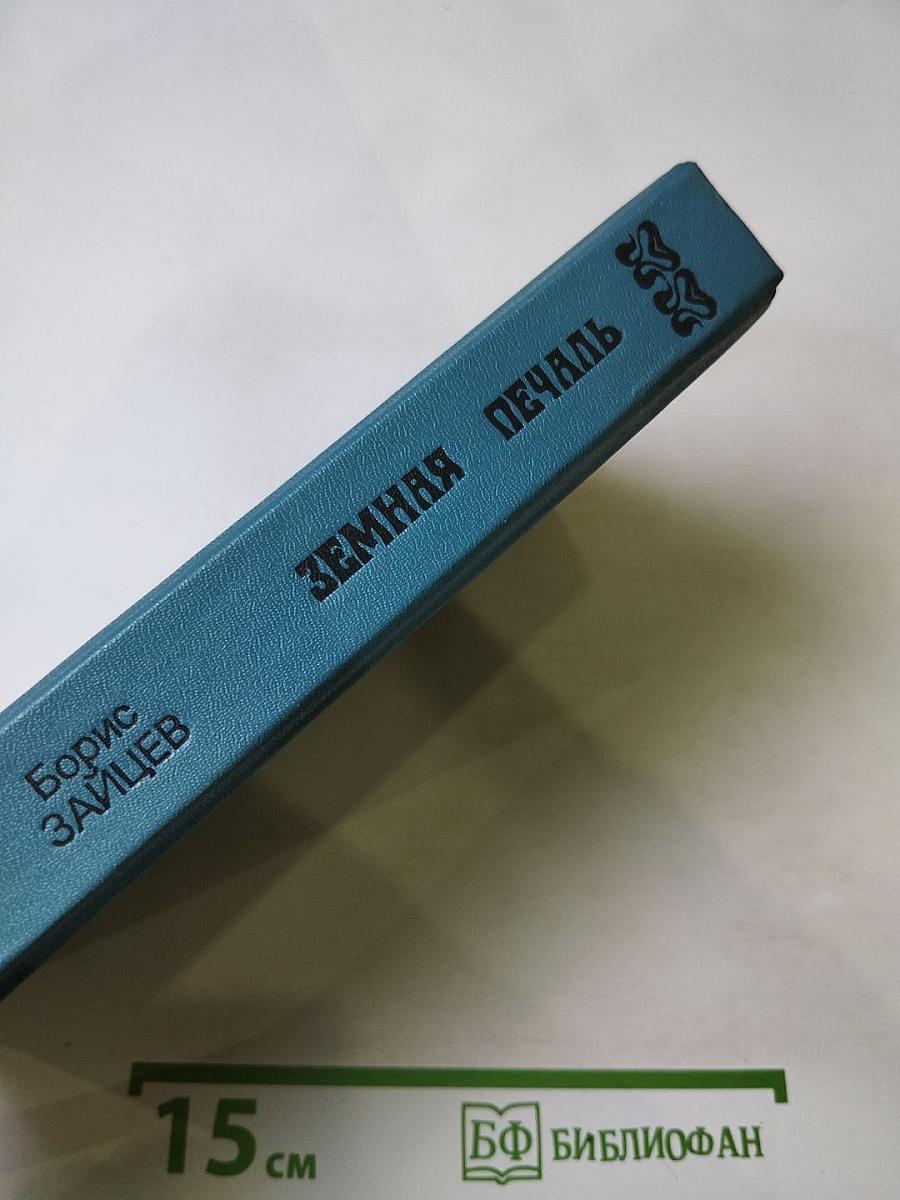 Борис
ЗАЙЦЕВ
ЗЕМНАЯ ПЕЧАЛЬ
15 см
БФ БИБЛИОФАН